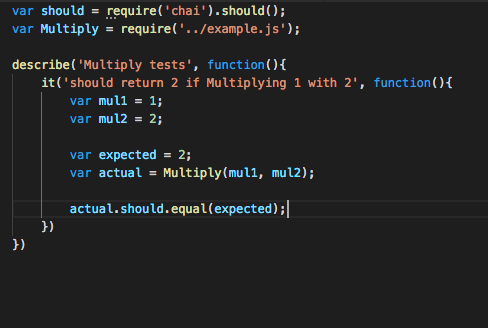 var should = require('chai').should();
var Multiply = require('../example.js');
describe('Multiply tests', function(){
    it('should return 2 if Multiplying 1 with 2', function(){
        var mul1 = 1;
        var mul2 = 2;
        var expected = 2;
        var actual = Multiply(mul1, mul2);
        actual.should.equal(expected);
    })
})